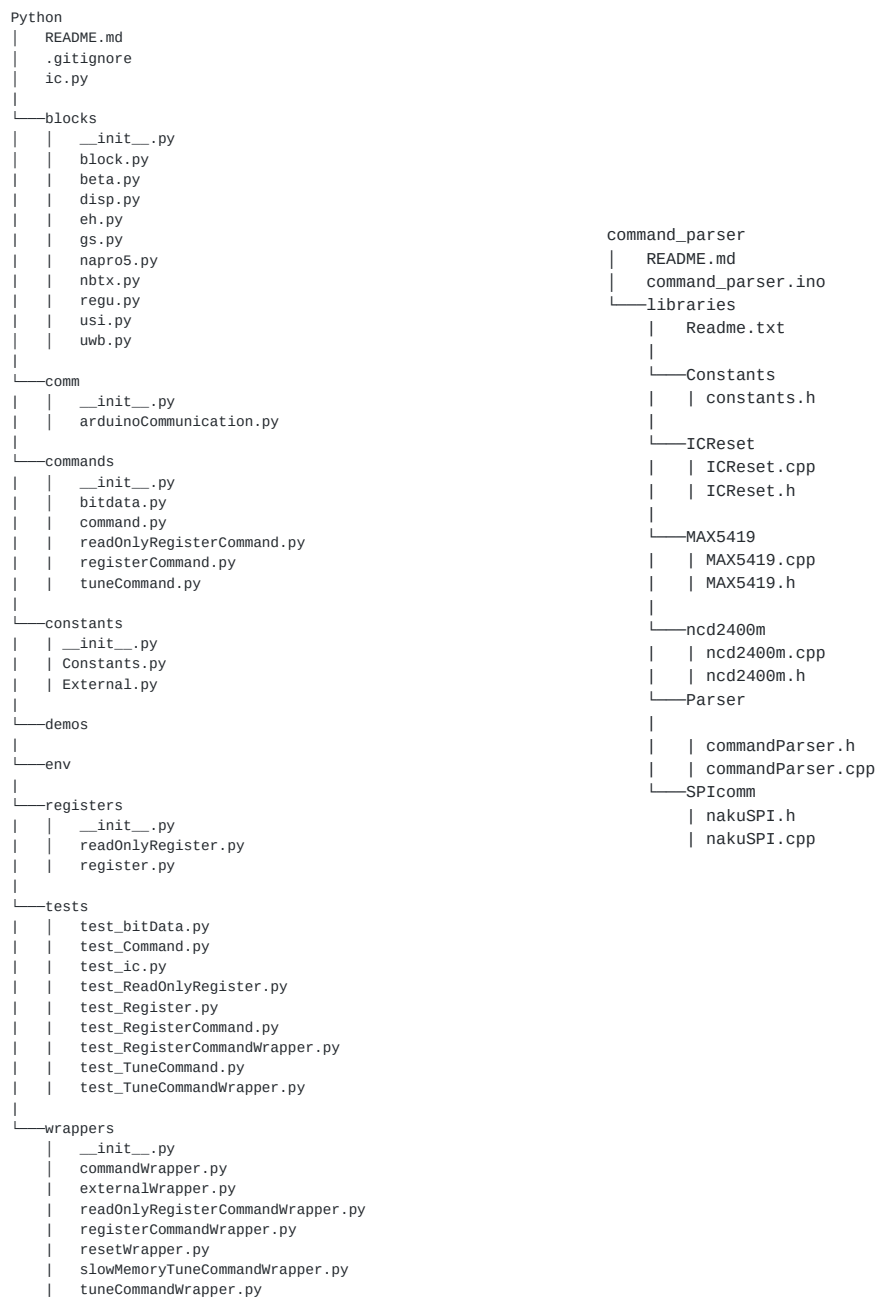 Python
│   README.md
│   .gitignore
│   ic.py
|
└───blocks
│   │   __init__.py
│   │   block.py
|   |   beta.py
|   |   disp.py
|   |   eh.py
|   |   gs.py
|   |   napro5.py
|   |   nbtx.py
|   |   regu.py
|   |   usi.py
│   │   uwb.py
|
└───comm
|   │   __init__.py
|   │   arduinoCommunication.py
|
└───commands
|   │   __init__.py
|   │   bitdata.py
|   |   command.py
|   |   readOnlyRegisterCommand.py
|   |   registerCommand.py
|   |   tuneCommand.py
|
└───constants
|   | __init__.py
|   | Constants.py
|   | External.py
|
└───demos
|
└───env
|
└───registers
|   │   __init__.py
|   │   readOnlyRegister.py
|   |   register.py
|
└───tests
|   │   test_bitData.py
|   |   test_Command.py
|   |   test_ic.py
|   |   test_ReadOnlyRegister.py
|   |   test_Register.py
|   |   test_RegisterCommand.py
|   |   test_RegisterCommandWrapper.py
|   |   test_TuneCommand.py
|   |   test_TuneCommandWrapper.py
|
└───wrappers
    │   __init__.py
    │   commandWrapper.py
    |   externalWrapper.py
    |   readOnlyRegisterCommandWrapper.py
    |   registerCommandWrapper.py
    |   resetWrapper.py
    |   slowMemoryTuneCommandWrapper.py
    |   tuneCommandWrapper.py
command_parser
│   README.md
│   command_parser.ino
└───libraries
    |   Readme.txt
    |
    └───Constants
    |   | constants.h
    |
    └───ICReset
    |   | ICReset.cpp
    |   | ICReset.h
    |
    └───MAX5419
    |   | MAX5419.cpp
    |   | MAX5419.h
    |
    └───ncd2400m
    |   | ncd2400m.cpp
    |   | ncd2400m.h
    └───Parser
    |
    |   | commandParser.h
    |   | commandParser.cpp
    └───SPIcomm
        | nakuSPI.h
        | nakuSPI.cpp